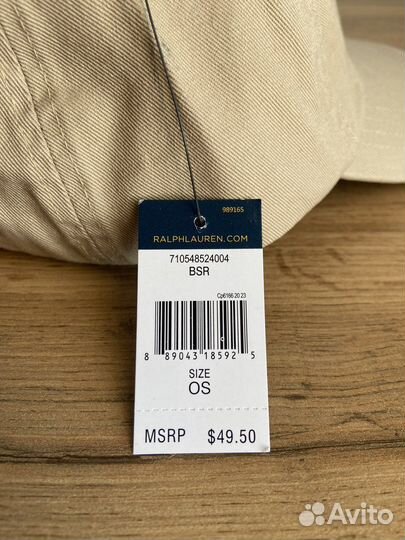 989165
RALPHLAUREN.COM
710548524004
BSR
Cp6166 20 23
8 89043 18592 5
SIZE
OS
MSRP $49.50
Avito